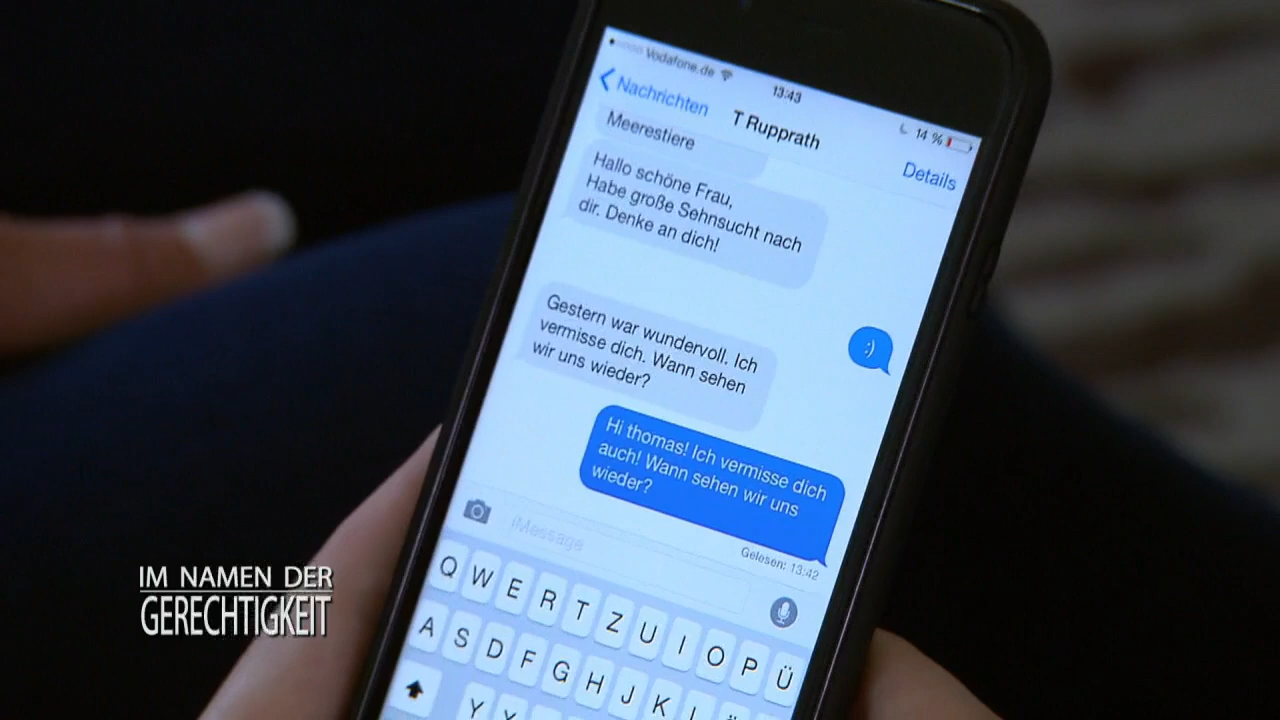 Vodafone.de
13:43
14 %
Nachrichten
T Rupprath
Details
Meerestiere
Hallo schöne Frau,
Habe große Sehnsucht nach
dir. Denke an dich!
:)
Gestern war wundervoll. Ich
vermisse dich. Wann sehen
wir uns wieder?
Hi thomas! Ich vermisse dich
auch! Wann sehen wir uns
wieder?
Gelesen: 13:42
iMessage
Q W E R T Z U I O P Ü
A S D F G H J K L
Y
IM NAMEN DER
GERECHTIGKEIT